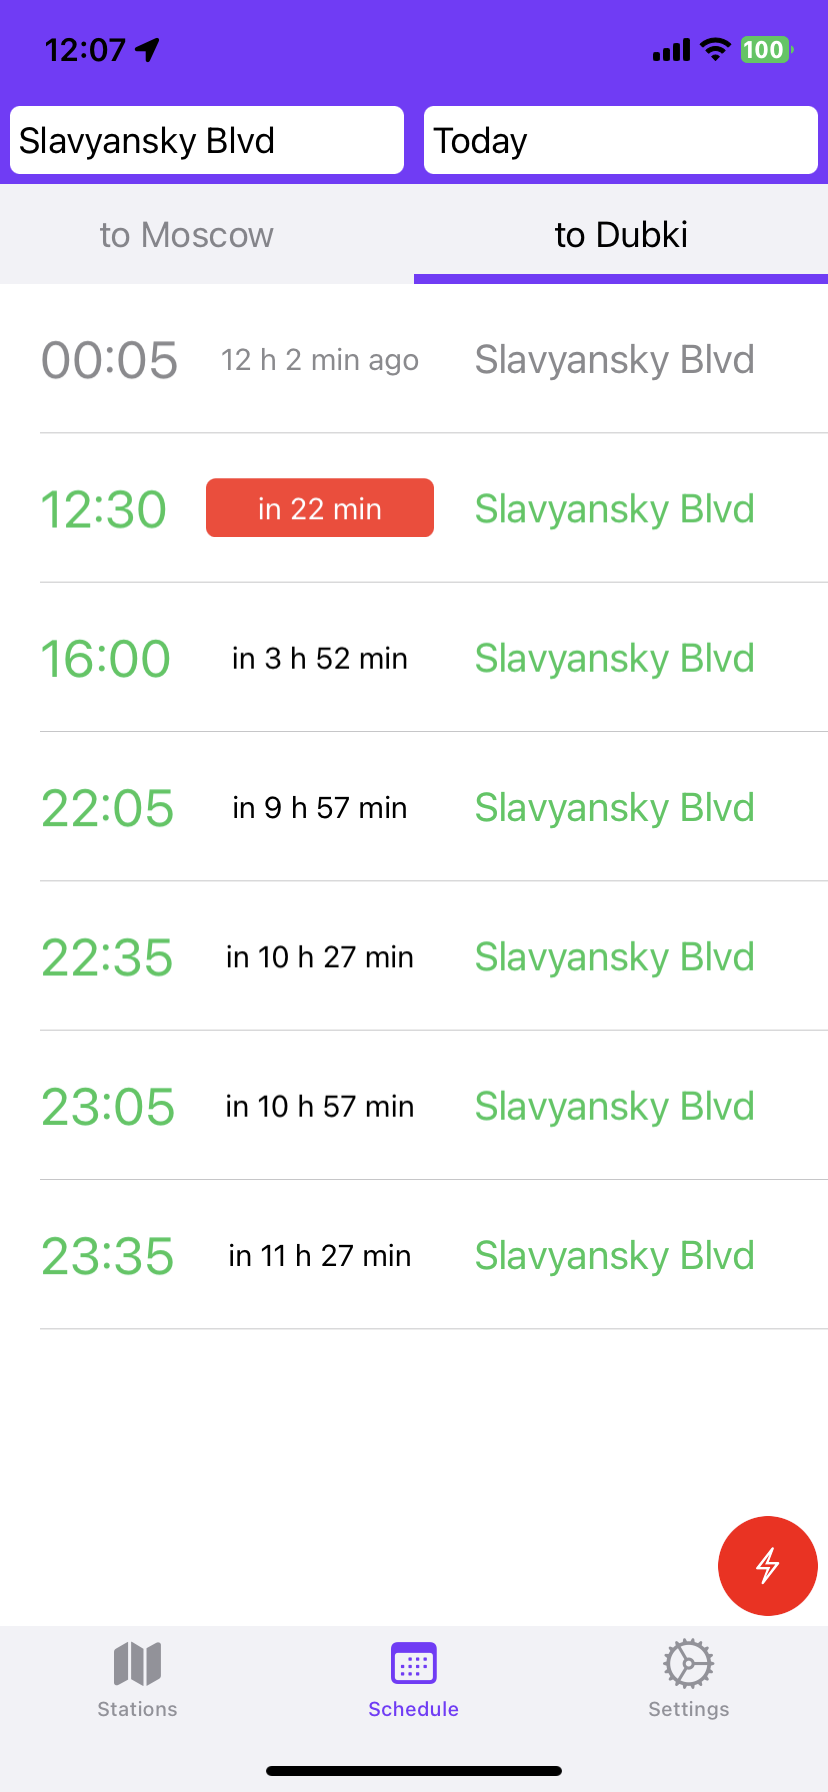 12:07 100
Slavyansky Blvd Today
to Moscow to Dubki
00:05 12 h 2 min ago Slavyansky Blvd
12:30 in 22 min Slavyansky Blvd
16:00 in 3 h 52 min Slavyansky Blvd
22:05 in 9 h 57 min Slavyansky Blvd
22:35 in 10 h 27 min Slavyansky Blvd
23:05 in 10 h 57 min Slavyansky Blvd
23:35 in 11 h 27 min Slavyansky Blvd
Stations Schedule Settings